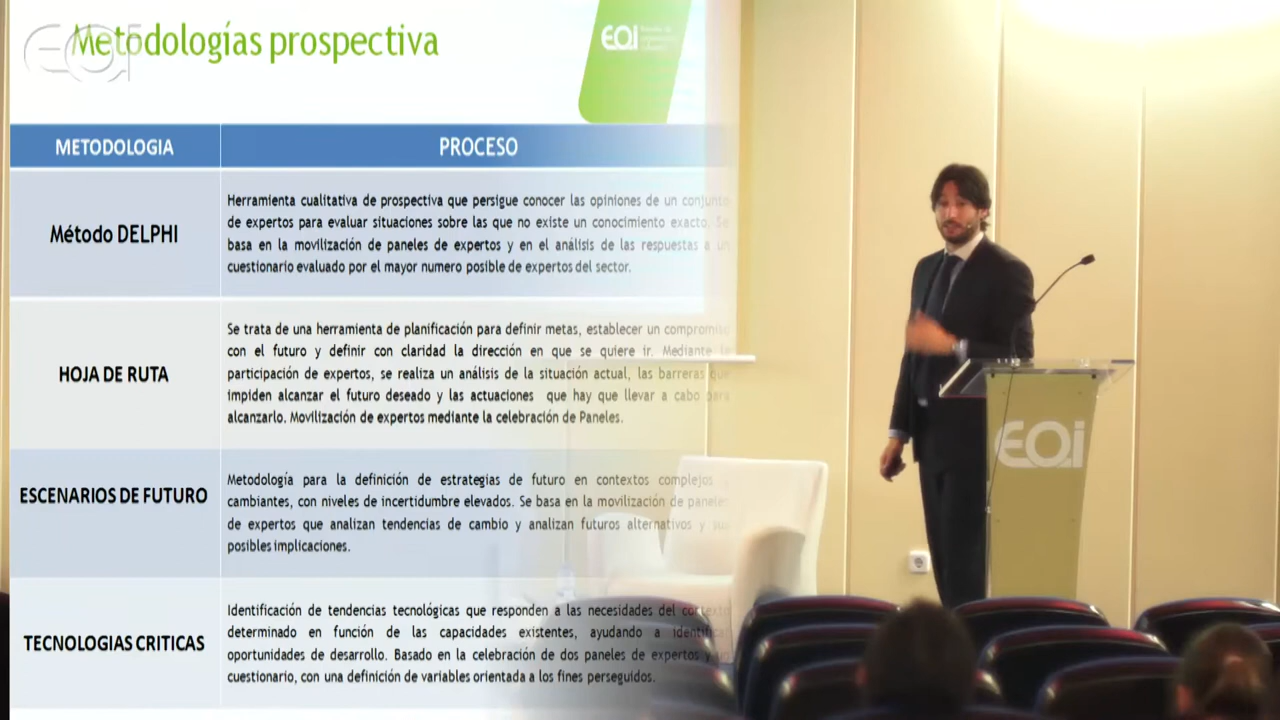 EOi
Metodologías prospectiva
EOi
METODOLOGIA
PROCESO
Método DELPHI
Herramienta cualitativa de prospectiva que persigue conocer las opiniones de un conjunto
de expertos para evaluar situaciones sobre las que no existe un conocimiento exacto. Se
basa en la movilización de paneles de expertos y en el análisis de las respuestas a un
cuestionario evaluado por el mayor numero posible de expertos del sector.
HOJA DE RUTA
Se trata de una herramienta de planificación para definir metas, establecer un compromiso
con el futuro y definir con claridad la dirección en que se quiere ir. Mediante la
participación de expertos, se realiza un análisis de la situación actual, las barreras que
impiden alcanzar el futuro deseado y las actuaciones que hay que llevar a cabo para
alcanzarlo. Movilización de expertos mediante la celebración de Paneles.
ESCENARIOS DE FUTURO
Metodología para la definición de estrategias de futuro en contextos complejos
cambiantes, con niveles de incertidumbre elevados. Se basa en la movilización de paneles
de expertos que analizan tendencias de cambio y analizan futuros alternativos y sus
posibles implicaciones.
TECNOLOGIAS CRITICAS
Identificación de tendencias tecnológicas que responden a las necesidades del contexto
determinado en función de las capacidades existentes, ayudando a identificar
oportunidades de desarrollo. Basado en la celebración de dos paneles de expertos y un
cuestionario, con una definición de variables orientada a los fines perseguidos.
EOi